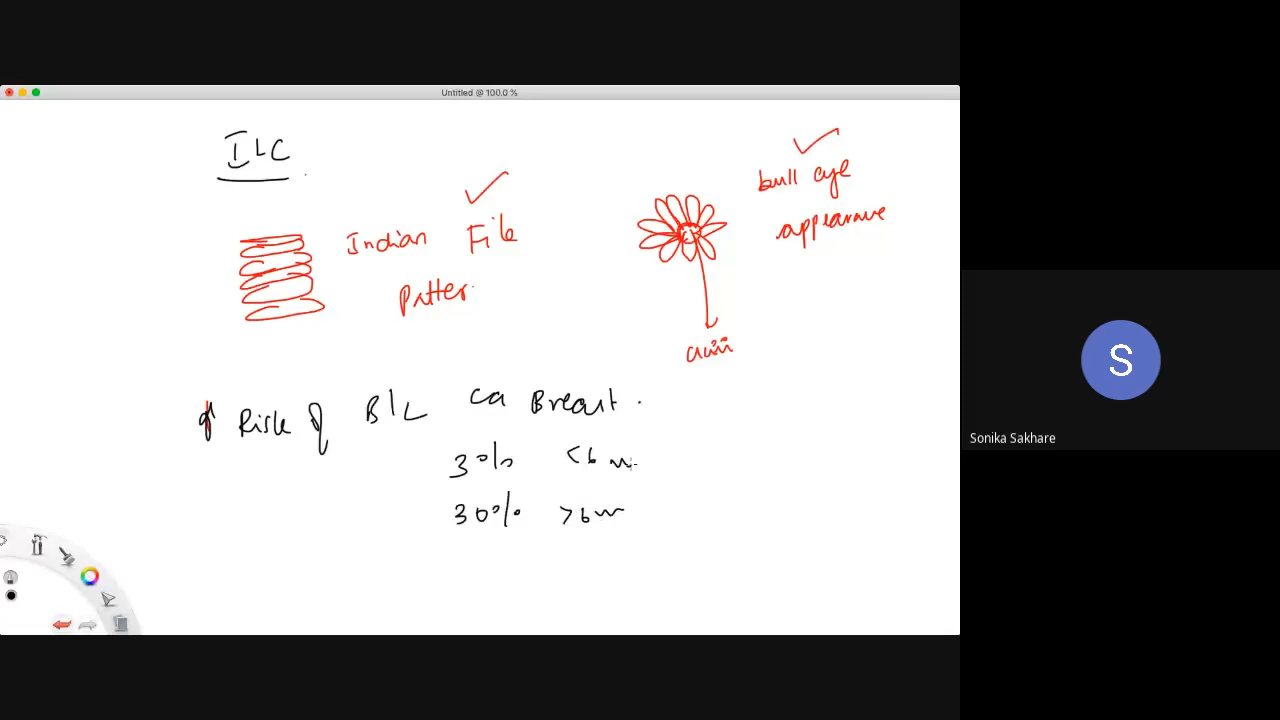 Untitled @ 100.0 %
ILC
Indian File
Patter
bull eye
appearance
acini
↑ Risk of B/L Ca Breast.
3% <6m
30% >6m
S
Sonika Sakhare